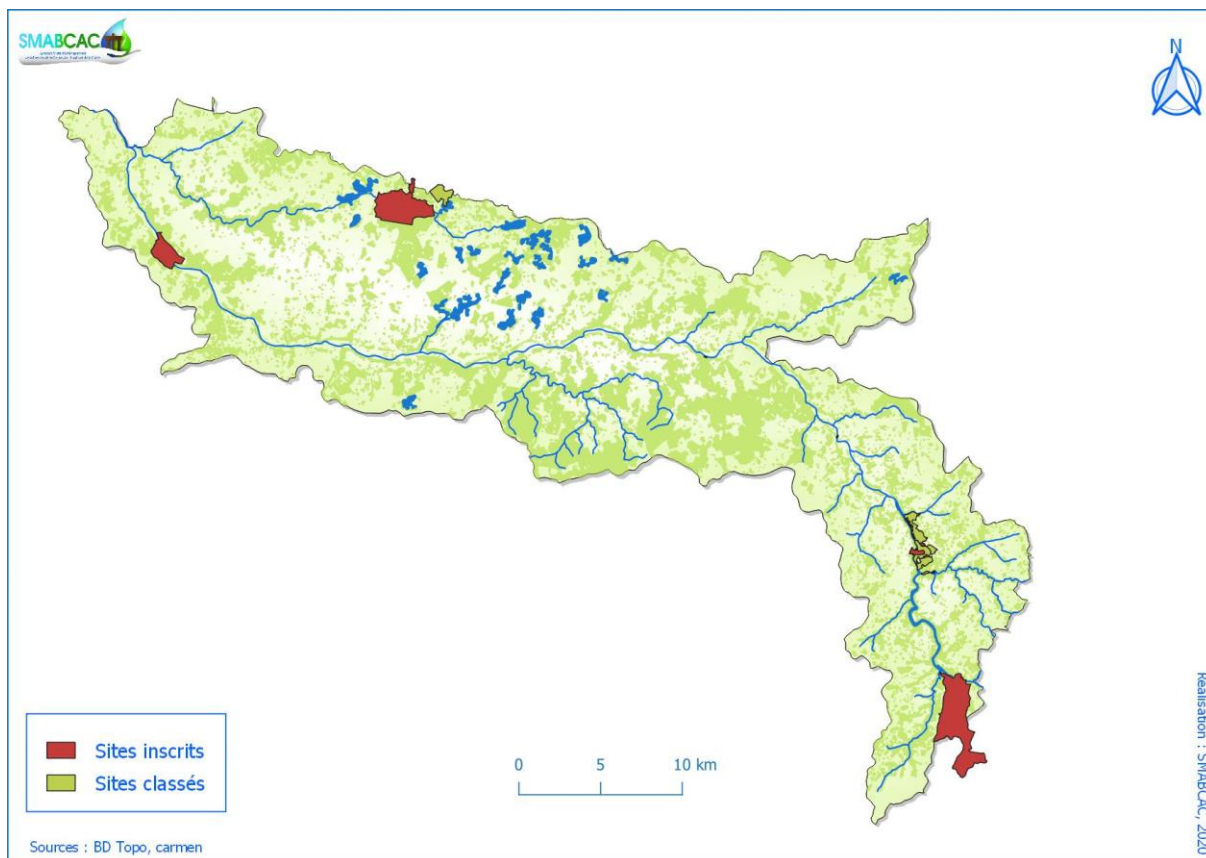 SMABCAC
N
Sites inscrits
Sites classés
0 5 10 km
Sources : BD Topo, carmen
Réalisation : SMABCAC, 2020